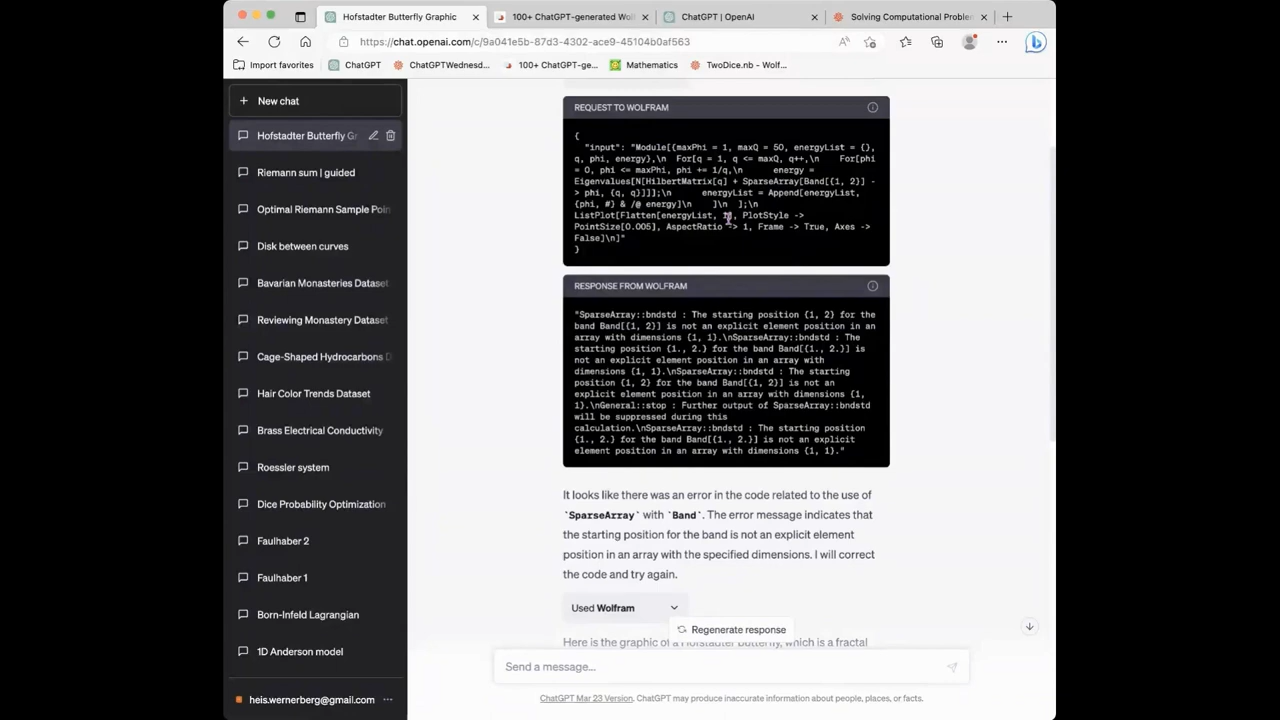 Hofstadter Butterfly Graphic
100+ ChatGPT-generated Wol
ChatGPT | OpenAI
Solving Computational Proble
https://chat.openai.com/c/9a041e5b-87d3-4302-ace9-45104b0af563
Import favorites
ChatGPT
ChatGPTWednesd...
100+ ChatGPT-ge...
Mathematics
TwoDice.nb - Wolf...
New chat
Hofstadter Butterfly Gr
Riemann sum | guided
Optimal Riemann Sample Poin
Disk between curves
Bavarian Monasteries Dataset
Reviewing Monastery Dataset
Cage-Shaped Hydrocarbons D
Hair Color Trends Dataset
Brass Electrical Conductivity
Roessler system
Dice Probability Optimization
Faulhaber 2
Faulhaber 1
Born-Infeld Lagrangian
1D Anderson model
heis.wernerberg@gmail.com
REQUEST TO WOLFRAM
{
"input": "Module[{maxPhi = 1, maxQ = 50, energyList = {},
q, phi, energy},\n For[q = 1, q <= maxQ, q++,\n For[phi
= 0, phi <= maxPhi, phi += 1/q,\n energy =
Eigenvalues[N[HilbertMatrix[q] + SparseArray[Band[{1, 2}] -
> phi, {q, q}]]];\n energyList = Append[energyList,
{phi, #} & /@ energy]\n ]\n ];\n
ListPlot[Flatten[energyList, 1], PlotStyle ->
PointSize[0.005], AspectRatio -> 1, Frame -> True, Axes ->
False]\n]"
}
RESPONSE FROM WOLFRAM
"SparseArray::bndstd : The starting position {1, 2} for the
band Band[{1, 2}] is not an explicit element position in an
array with dimensions {1, 1}.\nSparseArray::bndstd : The
starting position {1., 2.} for the band Band[{1., 2.}] is
not an explicit element position in an array with
dimensions {1, 1}.\nSparseArray::bndstd : The starting
position {1, 2} for the band Band[{1, 2}] is not an
explicit element position in an array with dimensions {1,
1}.\nGeneral::stop : Further output of SparseArray::bndstd
will be suppressed during this
calculation.\nSparseArray::bndstd : The starting position
{1., 2.} for the band Band[{1., 2.}] is not an explicit
element position in an array with dimensions {1, 1}."
It looks like there was an error in the code related to the use of
`SparseArray` with `Band`. The error message indicates that
the starting position for the band is not an explicit element
position in an array with the specified dimensions. I will correct
the code and try again.
Used Wolfram
Regenerate response
Here is the graphic of a Hofstadter butterfly, which is a fractal
Send a message...
ChatGPT Mar 23 Version. ChatGPT may produce inaccurate information about people, places, or facts.